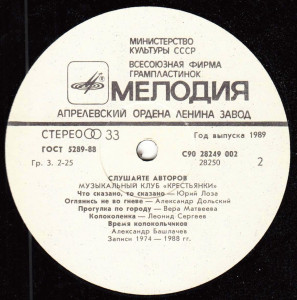 МИНИСТЕРСТВО
КУЛЬТУРЫ СССР
ВСЕСОЮЗНАЯ ФИРМА
ГРАМПЛАСТИНОК
МЕЛОДИЯ
АПРЕЛЕВСКИЙ ОРДЕНА ЛЕНИНА ЗАВОД
СТЕРЕО 33
Год выпуска 1989
ГОСТ 5289-88
С90 28249 002
Гр. 3. 2-25
28250
2
СЛУШАЙТЕ АВТОРОВ
МУЗЫКАЛЬНЫЙ КЛУБ «КРЕСТЬЯНКИ»
Что сказано, то сказано — Юрий Лоза
Оглянись не во гневе — Александр Дольский
Прогулка по городу — Вера Матвеева
Колоколенка — Леонид Сергеев
Время колокольчиков
Александр Башлачев
Записи 1974—1988 гг.